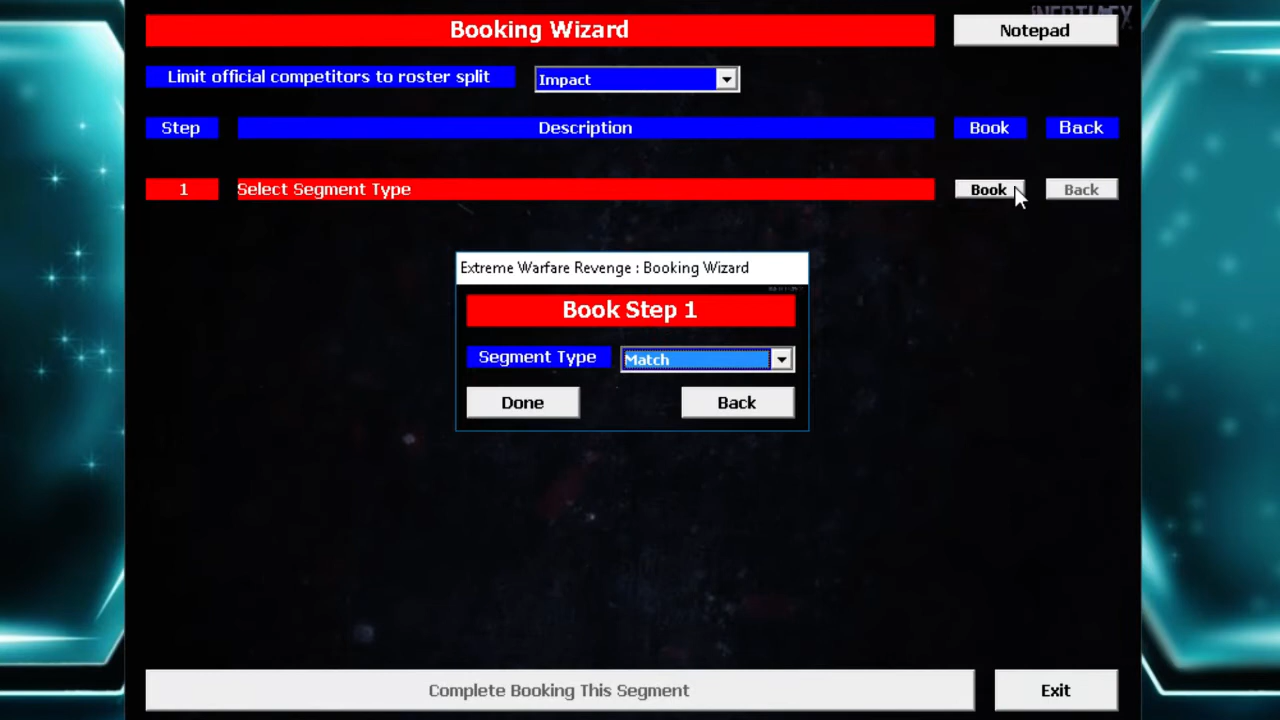 Booking Wizard
Notepad
Limit official competitors to roster split
Impact
Step Description Book Back
1 Select Segment Type Book Back
Extreme Warfare Revenge : Booking Wizard
Book Step 1
Segment Type Match
Done Back
Complete Booking This Segment
Exit